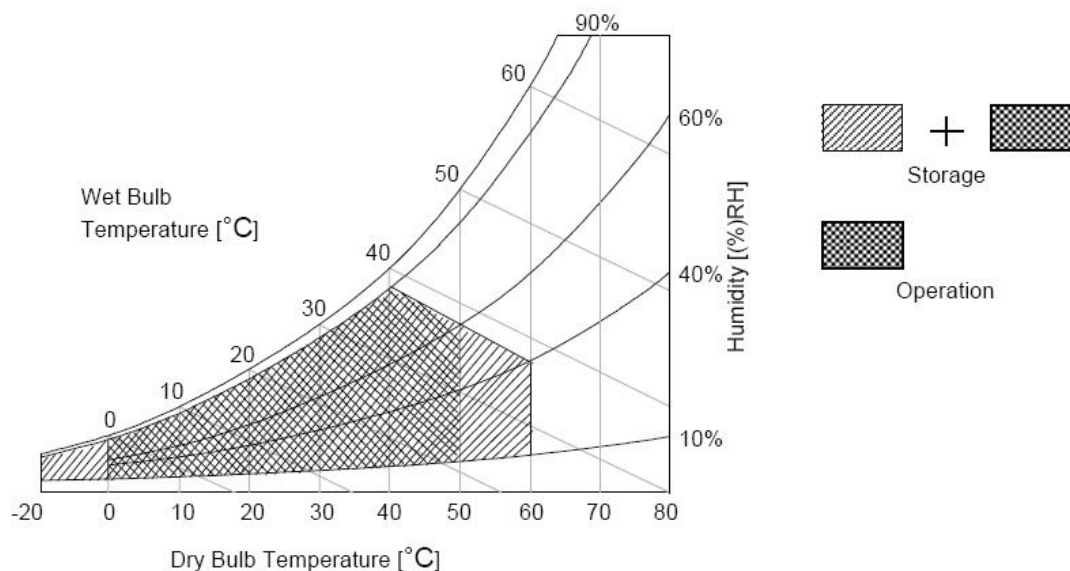 90%
60
60%
50
Wet Bulb
Temperature [°C]
Humidity [(%)RH]
+
Storage
40
40%
30
Operation
20
10
0
10%
-20 0 10 20 30 40 50 60 70 80
Dry Bulb Temperature [°C]